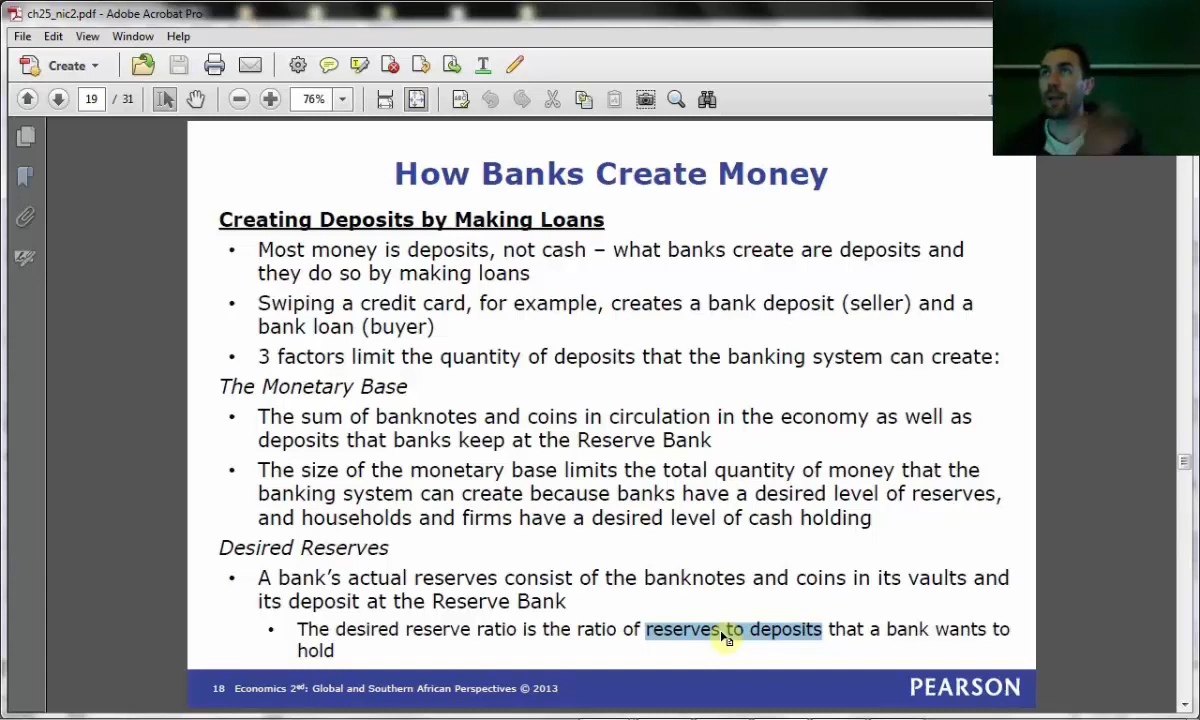 ch25_nic2.pdf - Adobe Acrobat Pro
File Edit View Window Help
Create
19 / 31 76%
How Banks Create Money
Creating Deposits by Making Loans
• Most money is deposits, not cash – what banks create are deposits and
they do so by making loans
• Swiping a credit card, for example, creates a bank deposit (seller) and a
bank loan (buyer)
• 3 factors limit the quantity of deposits that the banking system can create:
The Monetary Base
• The sum of banknotes and coins in circulation in the economy as well as
deposits that banks keep at the Reserve Bank
• The size of the monetary base limits the total quantity of money that the
banking system can create because banks have a desired level of reserves,
and households and firms have a desired level of cash holding
Desired Reserves
• A bank’s actual reserves consist of the banknotes and coins in its vaults and
its deposit at the Reserve Bank
• The desired reserve ratio is the ratio of reserves to deposits that a bank wants to
hold
18 Economics 2ed: Global and Southern African Perspectives © 2013
PEARSON